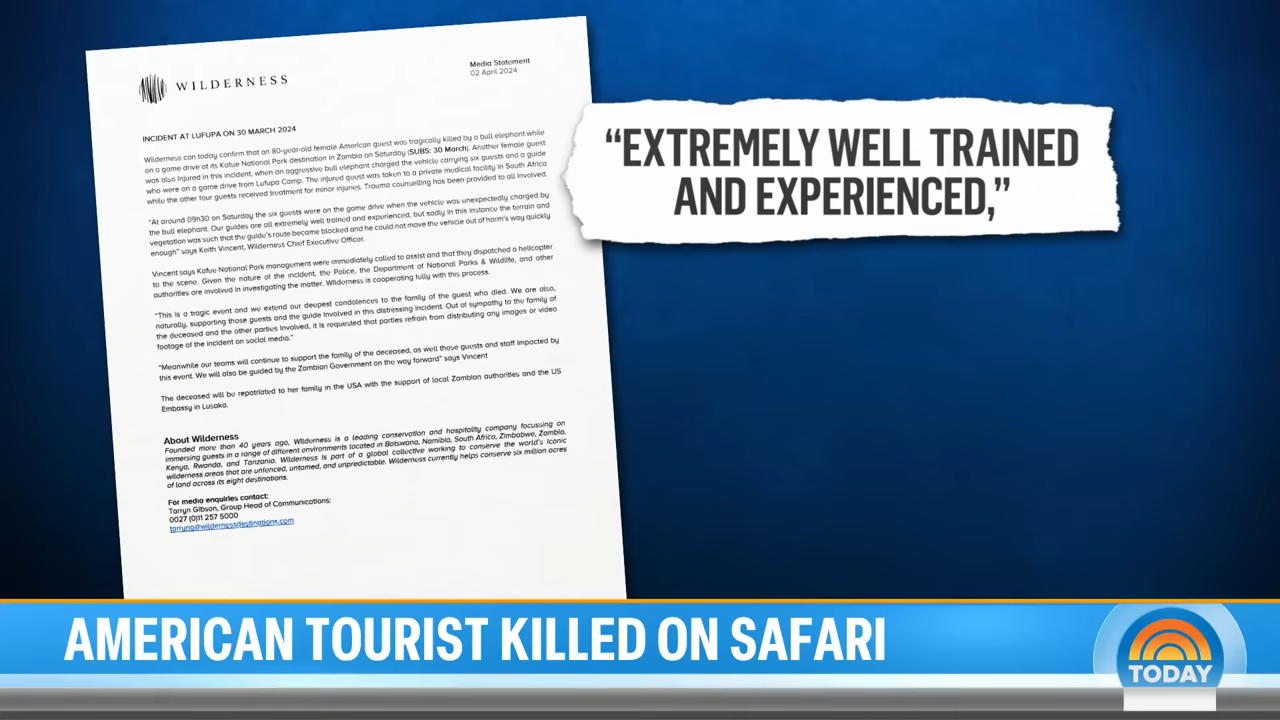 WILDERNESS
Media Statement
02 April 2024
INCIDENT AT LUFUPA ON 30 MARCH 2024
Wilderness can today confirm that an 80-year-old female American guest was tragically killed by a bull elephant while
on a game drive at its Kafue National Park destination in Zambia on Saturday (SUBS: 30 March). Another female guest
was also injured in this incident, when an aggressive bull elephant charged the vehicle carrying six guests and a guide
who were on a game drive from Lufupa Camp. The injured guest was taken to a private medical facility in South Africa
while the other four guests received treatment for minor injuries. Trauma counselling has been provided to all involved.
"At around 09h30 on Saturday the six guests were on the game drive when the vehicle was unexpectedly charged by
the bull elephant. Our guides are all extremely well trained and experienced, but sadly in this instance the terrain and
vegetation was such that the guide's route became blocked and he could not move the vehicle out of harm's way quickly
enough" says Keith Vincent, Wilderness Chief Executive Officer.
Vincent says Kafue National Park management were immediately called to assist and that they dispatched a helicopter
to the scene. Given the nature of the incident, the Police, the Department of National Parks & Wildlife, and other
authorities are involved in investigating the matter. Wilderness is cooperating fully with this process.
"This is a tragic event and we extend our deepest condolences to the family of the guest who died. We are also,
naturally, supporting those guests and the guide involved in this distressing incident. Out of sympathy to the family of
the deceased and the other parties involved, it is requested that parties refrain from distributing any images or video
footage of the incident on social media."
"Meanwhile our teams will continue to support the family of the deceased, as well those guests and staff impacted by
this event. We will also be guided by the Zambian Government on the way forward" says Vincent
The deceased will be repatriated to her family in the USA with the support of local Zambian authorities and the US
Embassy in Lusaka.
About Wilderness
Founded more than 40 years ago, Wilderness is a leading conservation and hospitality company focussing on
immersing guests in a range of different environments located in Botswana, Namibia, South Africa, Zimbabwe, Zambia,
Kenya, Rwanda, and Tanzania. Wilderness is part of a global collective working to conserve the world's iconic
wilderness areas that are unfenced, untamed, and unpredictable. Wilderness currently helps conserve six million acres
of land across its eight destinations.
For media enquiries contact:
Tarryn Gibson, Group Head of Communications:
0027 (0)11 257 5000
tarryng@wildernessdestinations.com
“EXTREMELY WELL TRAINED
AND EXPERIENCED,”
AMERICAN TOURIST KILLED ON SAFARI
TODAY